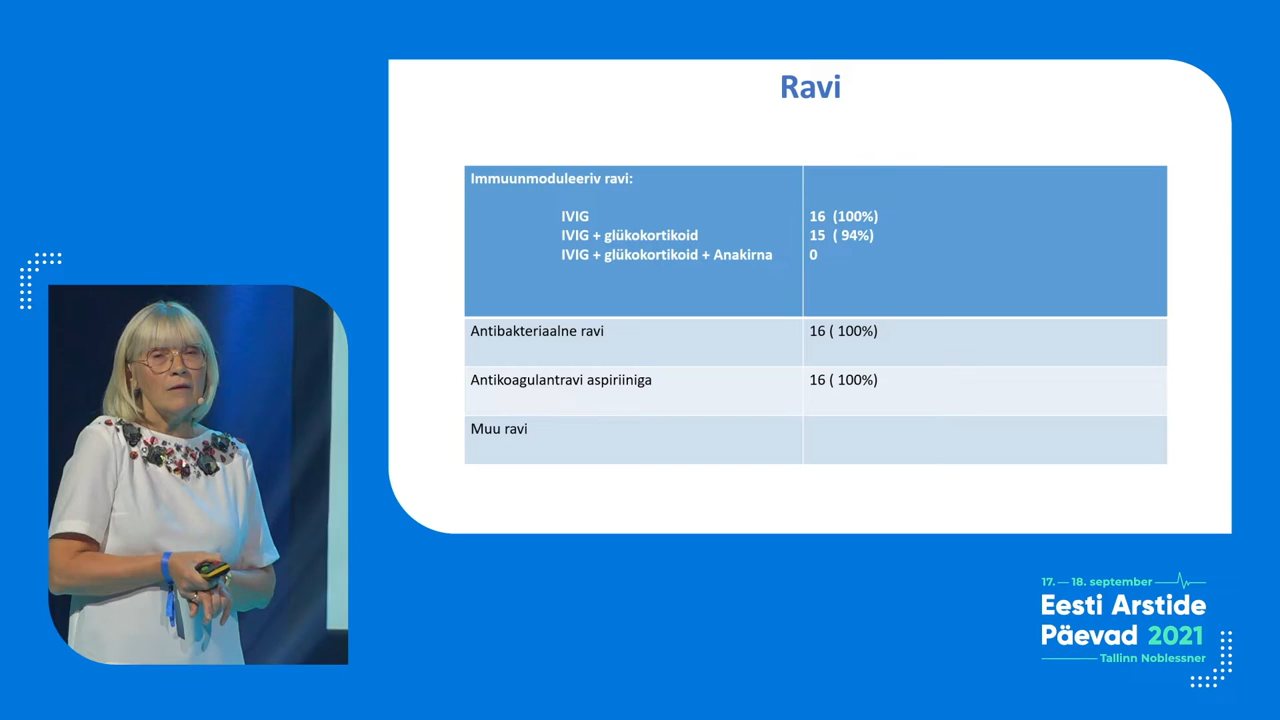 Ravi
Immuunmoduleeriv ravi:
IVIG 16 (100%)
IVIG + glükokortikoid 15 ( 94%)
IVIG + glükokortikoid + Anakirna 0
Antibakteriaalne ravi 16 ( 100%)
Antikoagulantravi aspiriiniga 16 ( 100%)
Muu ravi
17. — 18. september
Eesti Arstide
Päevad 2021
Tallinn Noblessner